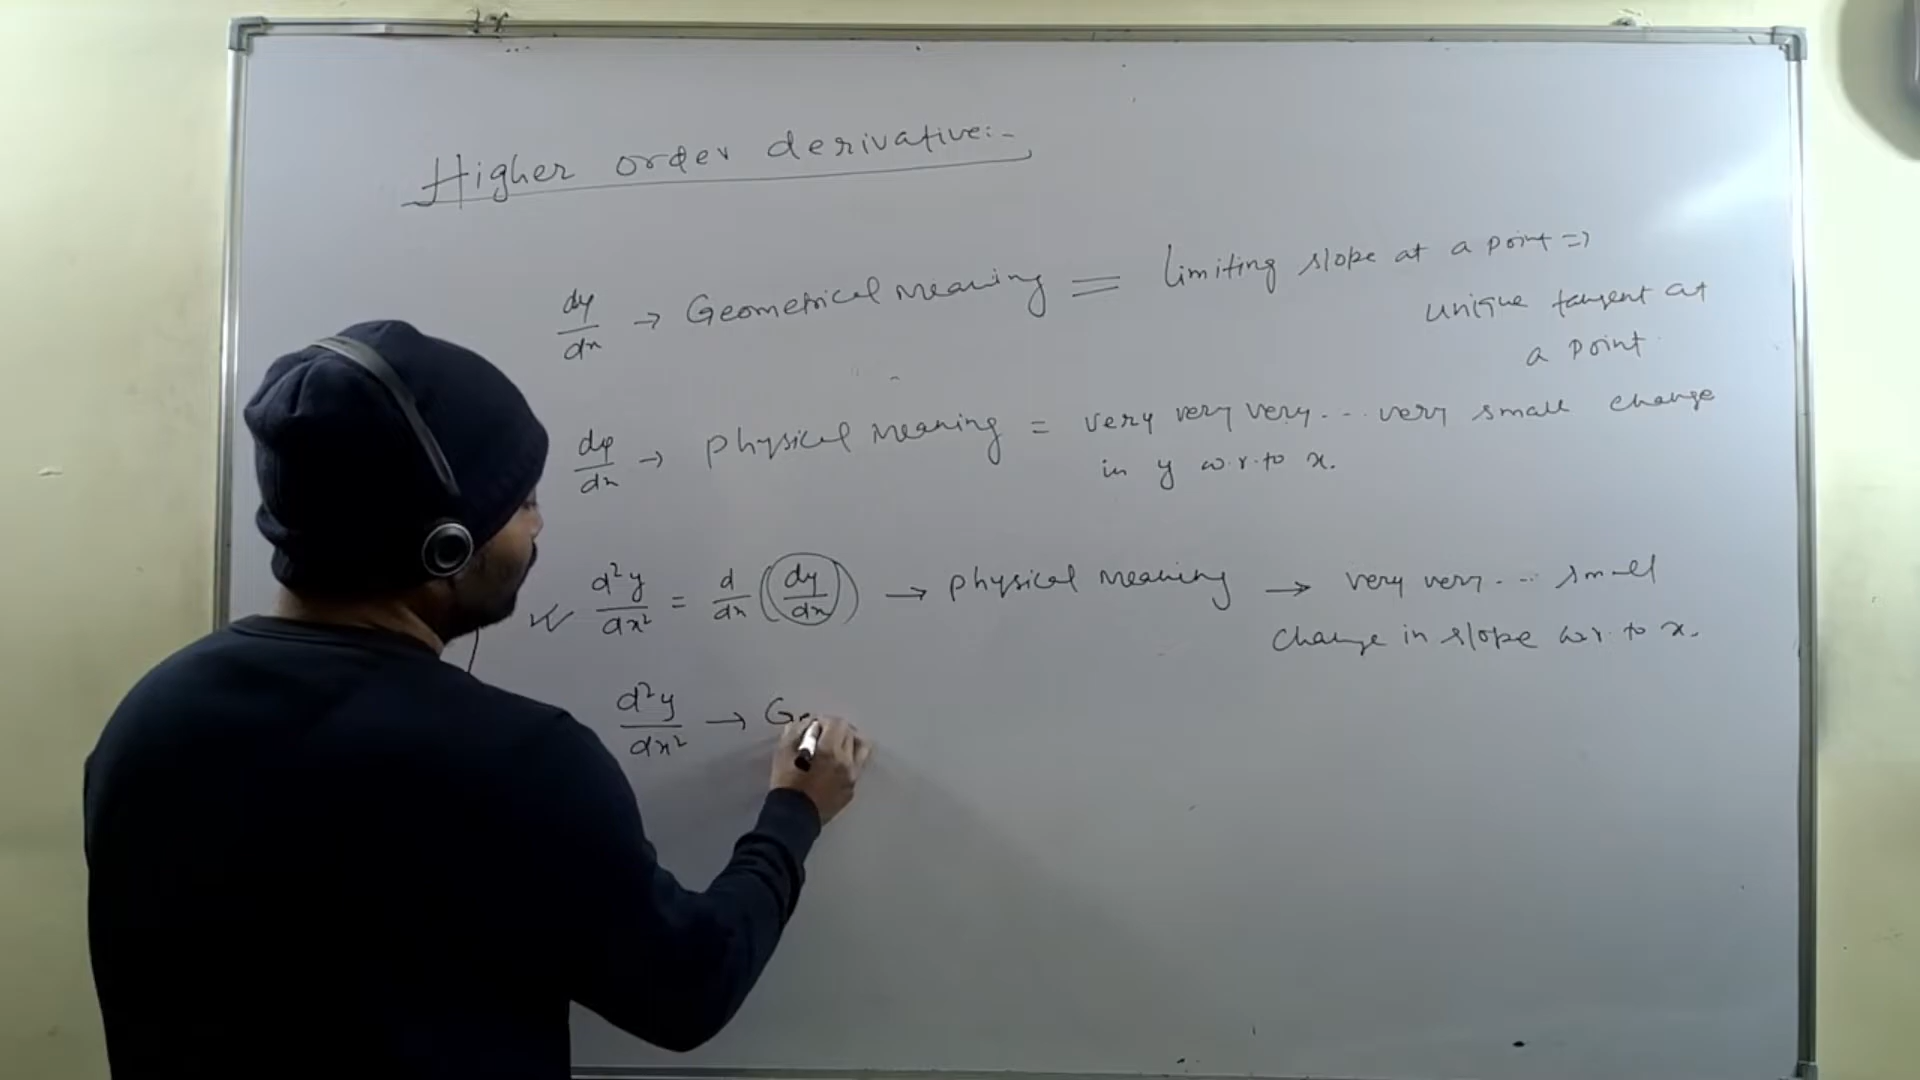 Higher order derivative:-
dy/dx → Geometrical Meaning = limiting slope at a point ⇒
unique tangent at
a point
dy/dx → physical Meaning = very very very ... very small change
in y w.r.to x.
d²y/dx² = d/dx (dy/dx) → physical Meaning → very very ... small
change in slope w.r.to x.
d²y/dx² → Ge